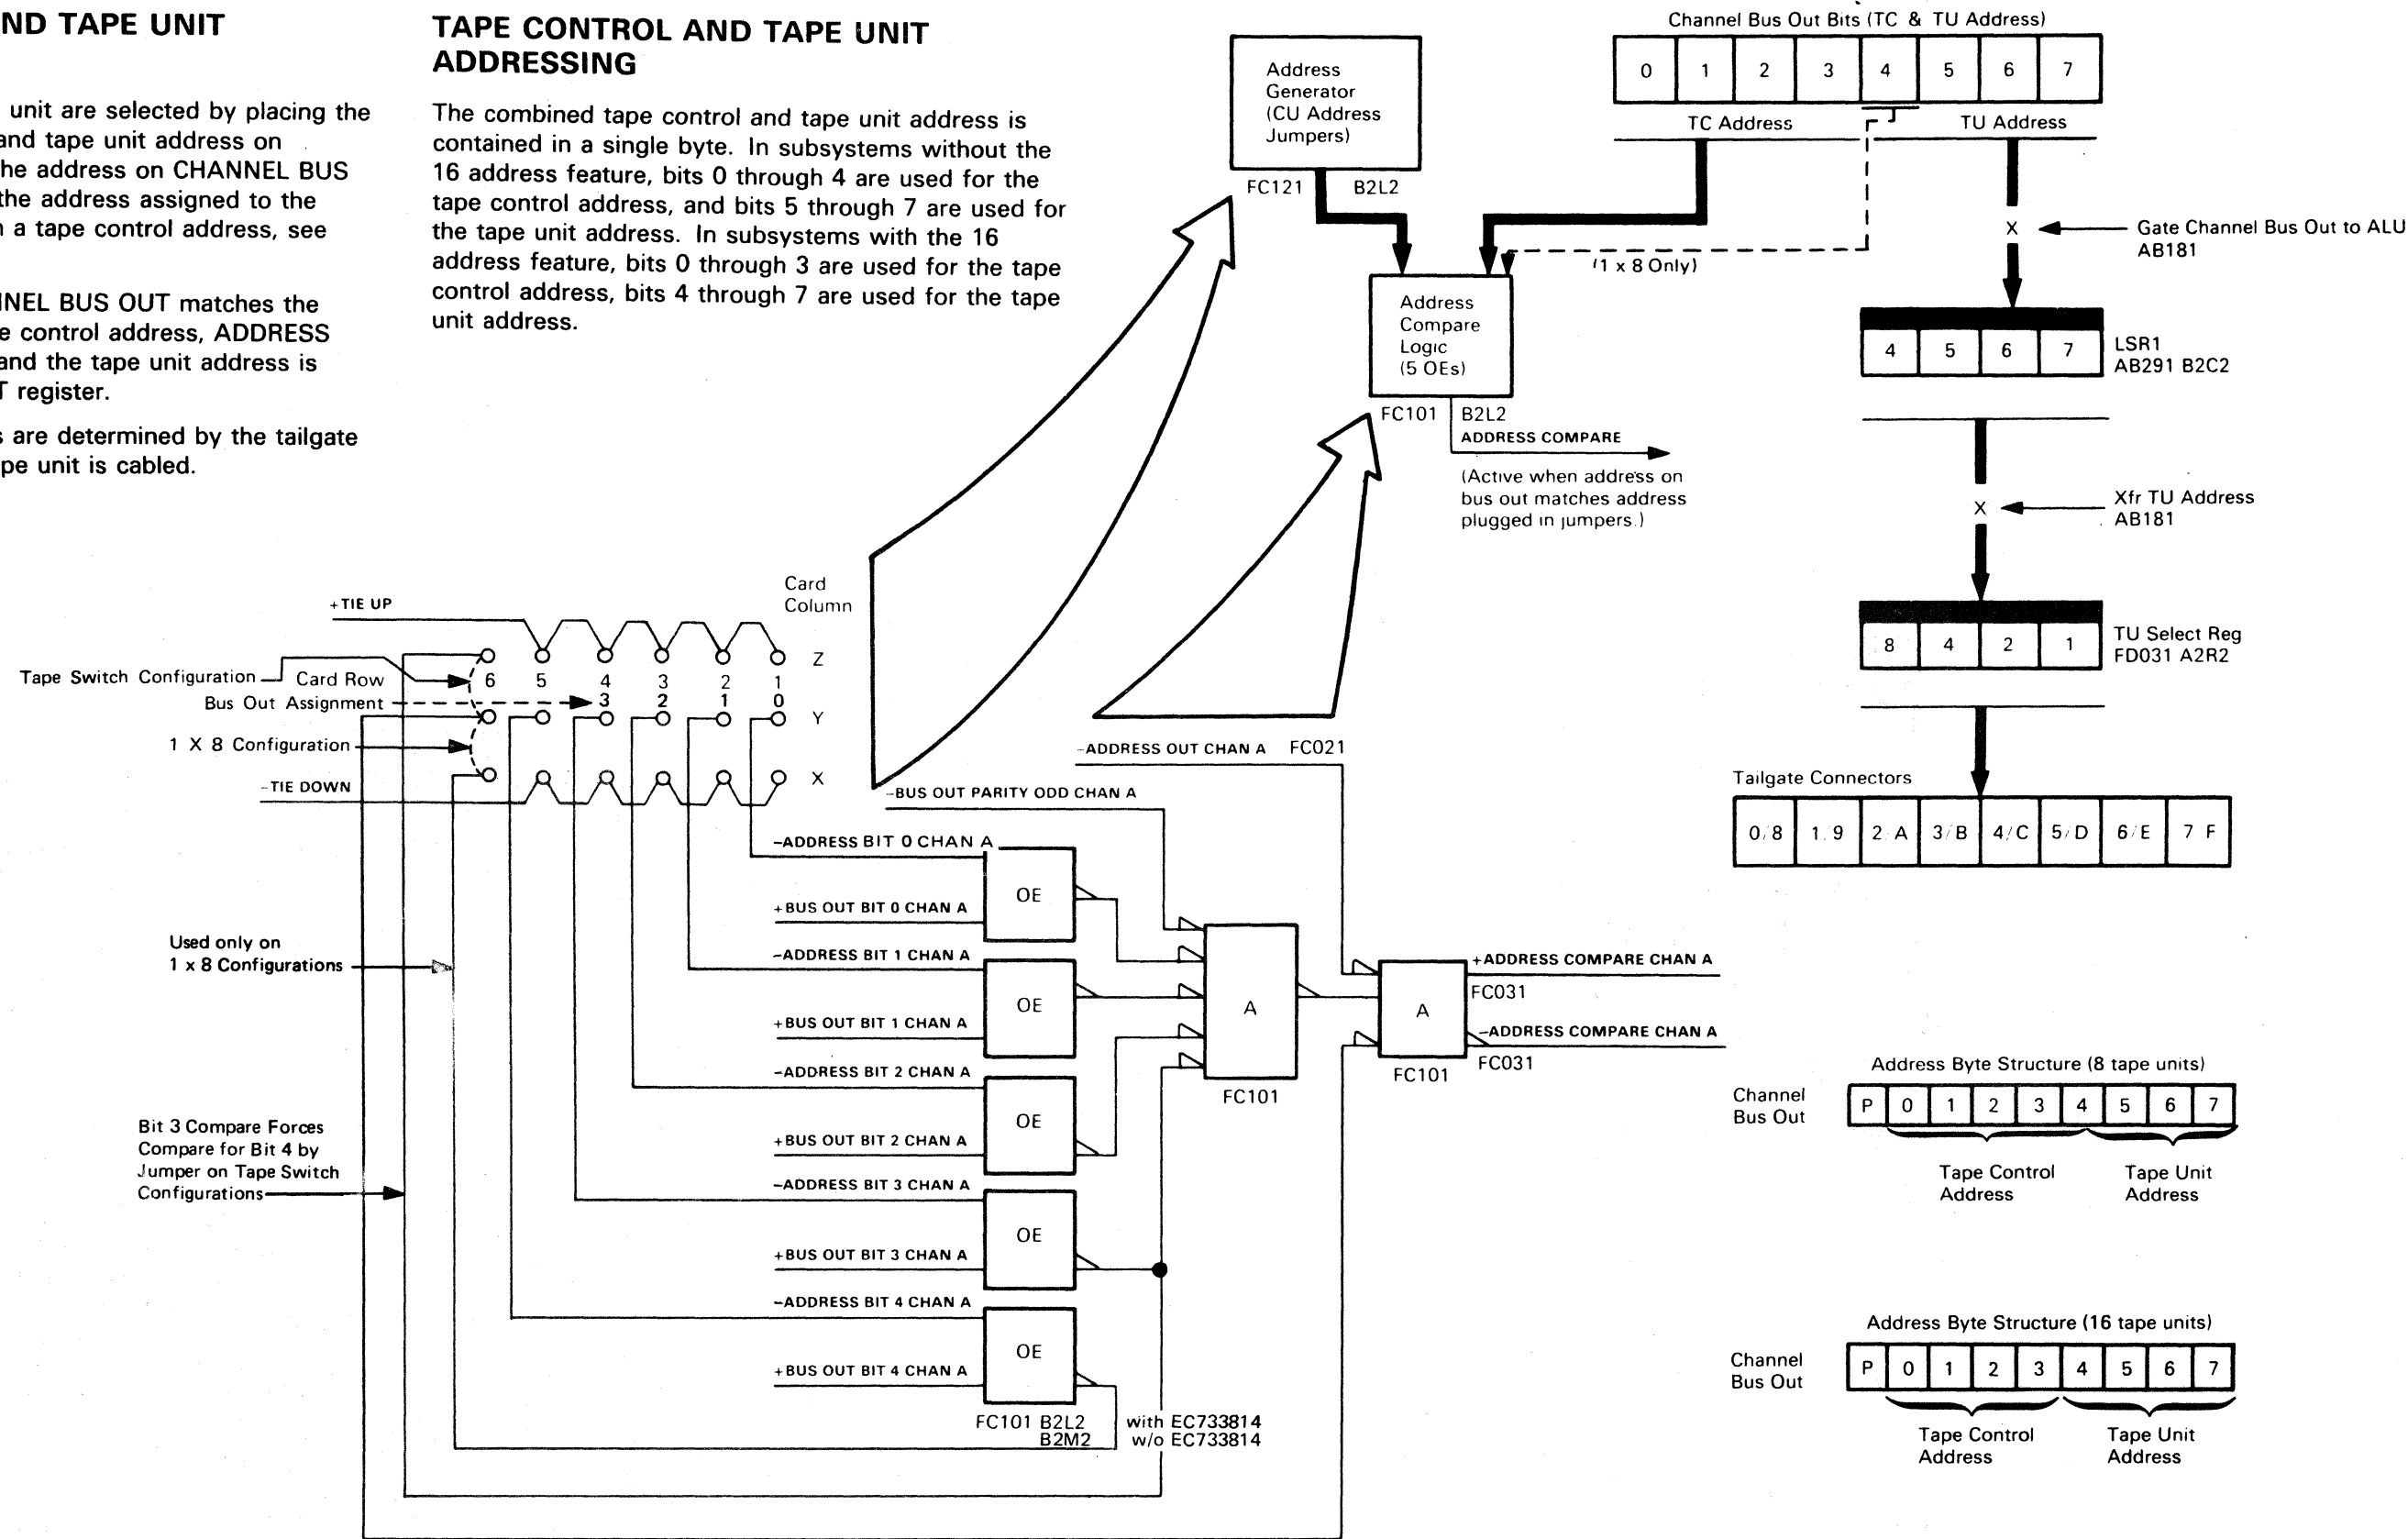 ND TAPE UNIT
unit are selected by placing the
and tape unit address on
he address on CHANNEL BUS
the address assigned to the
a tape control address, see
NEL BUS OUT matches the
e control address, ADDRESS
and the tape unit address is
T register.
s are determined by the tailgate
pe unit is cabled.
TAPE CONTROL AND TAPE UNIT
ADDRESSING
The combined tape control and tape unit address is
contained in a single byte. In subsystems without the
16 address feature, bits 0 through 4 are used for the
tape control address, and bits 5 through 7 are used for
the tape unit address. In subsystems with the 16
address feature, bits 0 through 3 are used for the tape
control address, bits 4 through 7 are used for the tape
unit address.
Address
Generator
(CU Address
Jumpers)
FC121 B2L2
Channel Bus Out Bits (TC & TU Address)
0 1 2 3 4 5 6 7
TC Address TU Address
(1 x 8 Only)
X
Gate Channel Bus Out to ALU
AB181
Address
Compare
Logic
(5 OEs)
FC101 B2L2
ADDRESS COMPARE
(Active when address on
bus out matches address
plugged in jumpers.)
4 5 6 7
LSR1
AB291 B2C2
X
Xfr TU Address
AB181
8 4 2 1
TU Select Reg
FD031 A2R2
Tailgate Connectors
0/8 1 9 2 A 3/B 4/C 5/D 6/E 7 F
Card
Column
+TIE UP
Z
Tape Switch Configuration
Card Row 6 5 4 3 2 1
Bus Out Assignment 3 2 1 0
Y
1 X 8 Configuration
X
-TIE DOWN
-ADDRESS OUT CHAN A FC021
-BUS OUT PARITY ODD CHAN A
-ADDRESS BIT 0 CHAN A
OE
+BUS OUT BIT 0 CHAN A
-ADDRESS BIT 1 CHAN A
OE
+BUS OUT BIT 1 CHAN A
-ADDRESS BIT 2 CHAN A
OE
+BUS OUT BIT 2 CHAN A
-ADDRESS BIT 3 CHAN A
OE
+BUS OUT BIT 3 CHAN A
-ADDRESS BIT 4 CHAN A
OE
+BUS OUT BIT 4 CHAN A
FC101 B2L2 with EC733814
B2M2 w/o EC733814
A
FC101
A
FC101
+ADDRESS COMPARE CHAN A
FC031
-ADDRESS COMPARE CHAN A
FC031
Used only on
1 x 8 Configurations
Bit 3 Compare Forces
Compare for Bit 4 by
Jumper on Tape Switch
Configurations
Address Byte Structure (8 tape units)
Channel
Bus Out
P 0 1 2 3 4 5 6 7
Tape Control
Address
Tape Unit
Address
Address Byte Structure (16 tape units)
Channel
Bus Out
P 0 1 2 3 4 5 6 7
Tape Control
Address
Tape Unit
Address